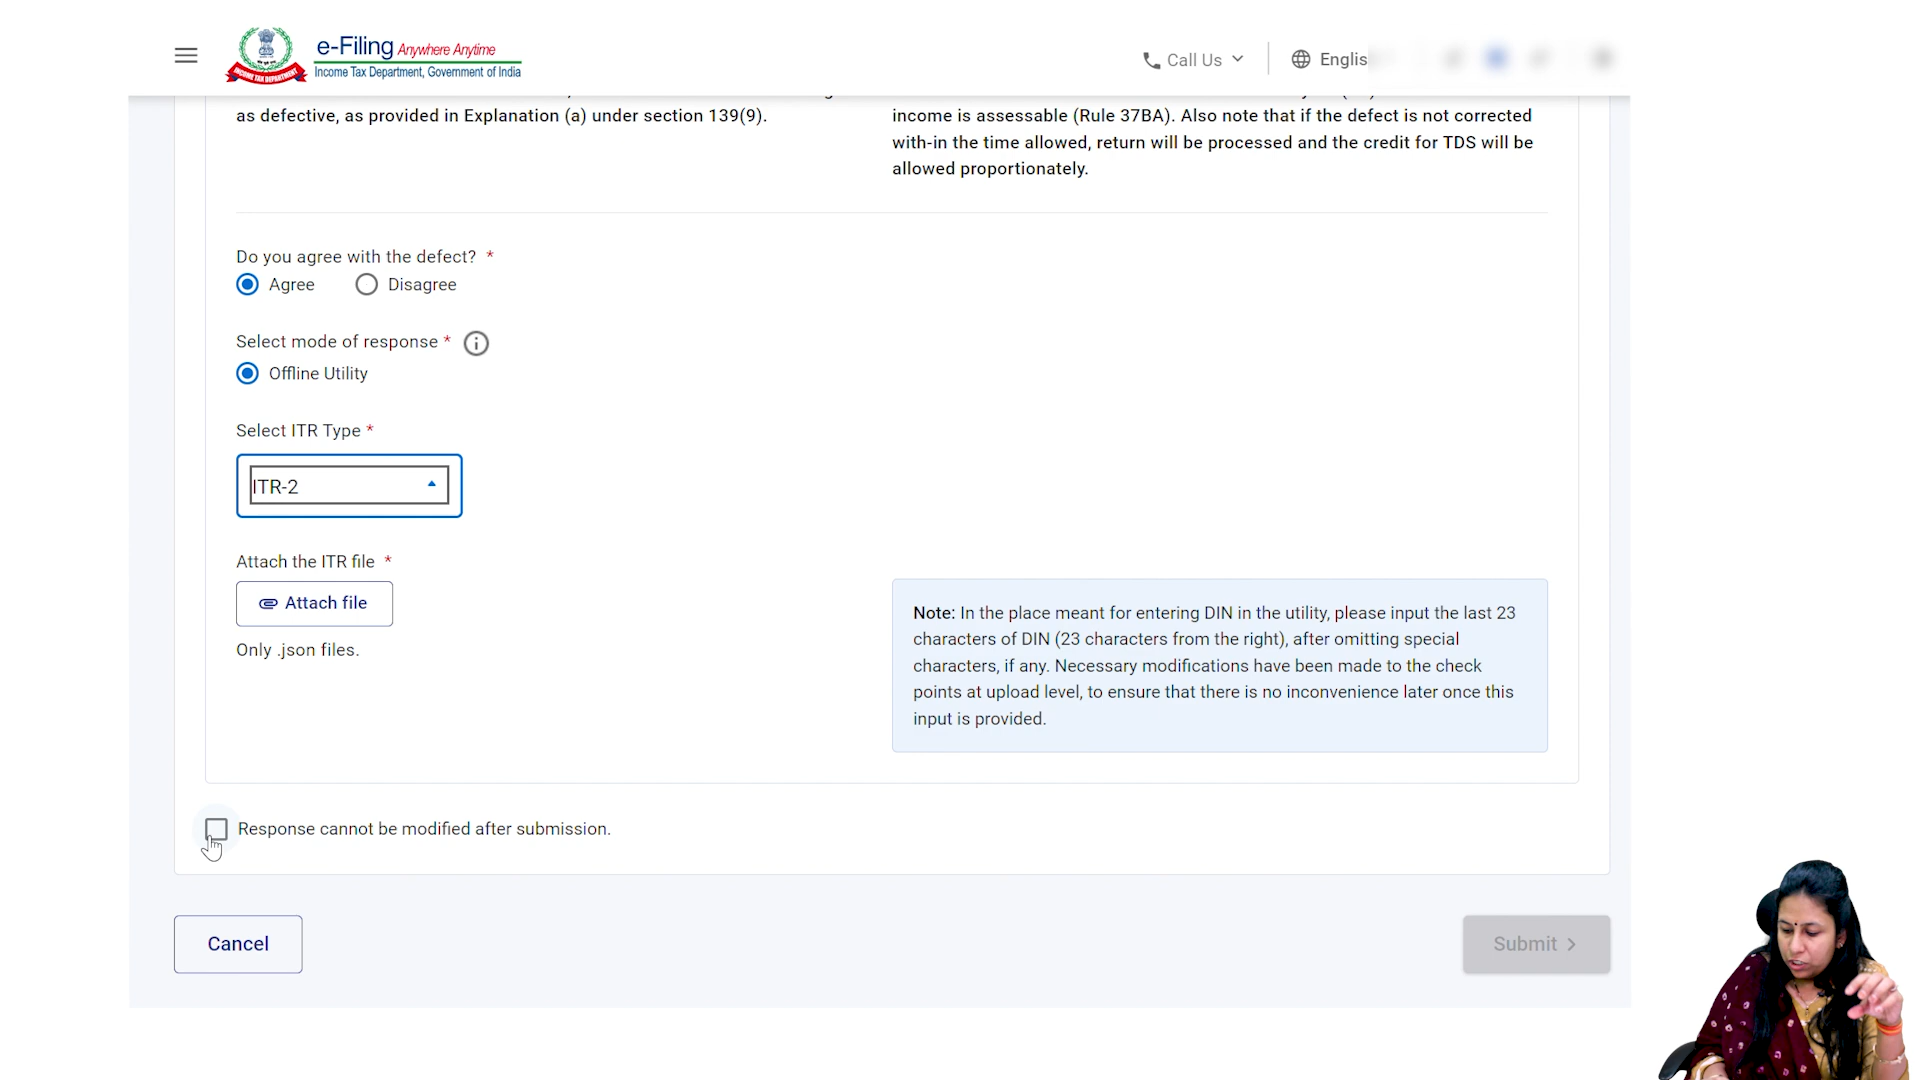 e-Filing Anywhere Anytime
Income Tax Department, Government of India
INCOME TAX DEPARTMENT
Call Us
Englis
as defective, as provided in Explanation (a) under section 139(9).
income is assessable (Rule 37BA). Also note that if the defect is not corrected
with-in the time allowed, return will be processed and the credit for TDS will be
allowed proportionately.
Do you agree with the defect? *
Agree
Disagree
Select mode of response *
Offline Utility
Select ITR Type *
ITR-2
Attach the ITR file *
Attach file
Only .json files.
Note: In the place meant for entering DIN in the utility, please input the last 23
characters of DIN (23 characters from the right), after omitting special
characters, if any. Necessary modifications have been made to the check
points at upload level, to ensure that there is no inconvenience later once this
input is provided.
Response cannot be modified after submission.
Cancel
Submit